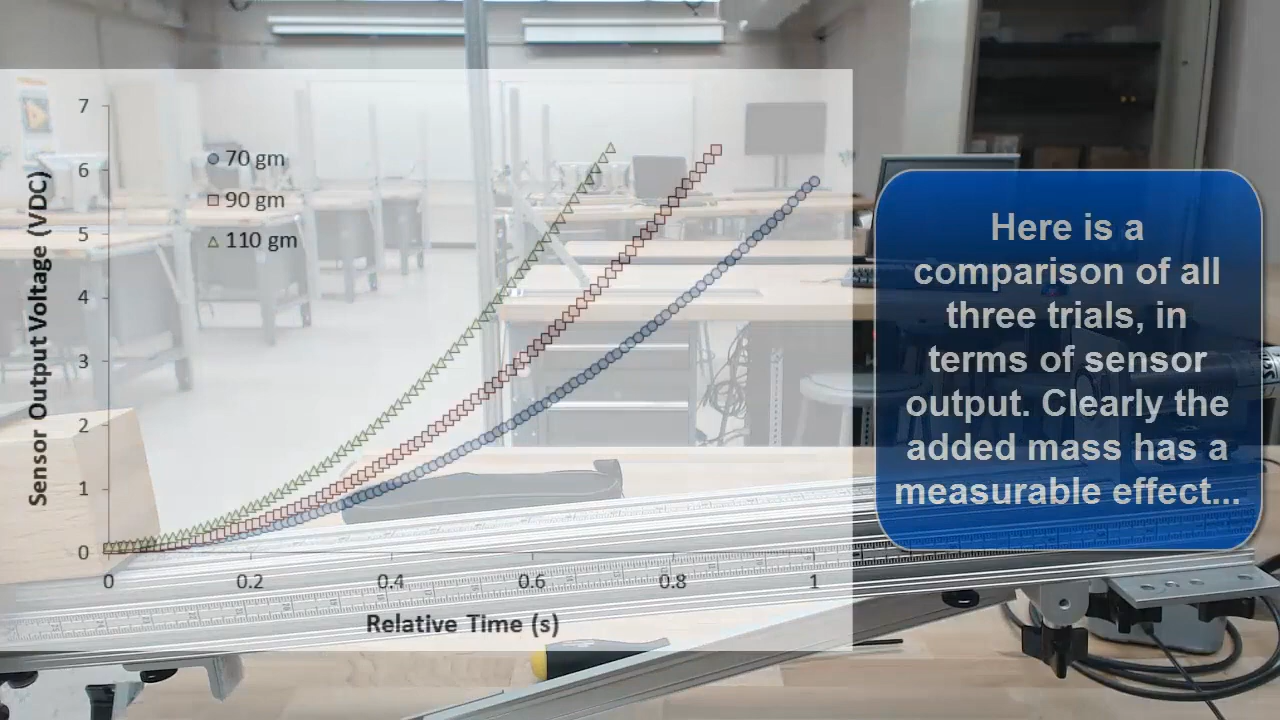 7
6
5
4
3
2
1
0
Sensor Output Voltage (VDC)
70 gm
90 gm
110 gm
0 0.2 0.4 0.6 0.8 1
Relative Time (s)
Here is a
comparison of all
three trials, in
terms of sensor
output. Clearly the
added mass has a
measurable effect...